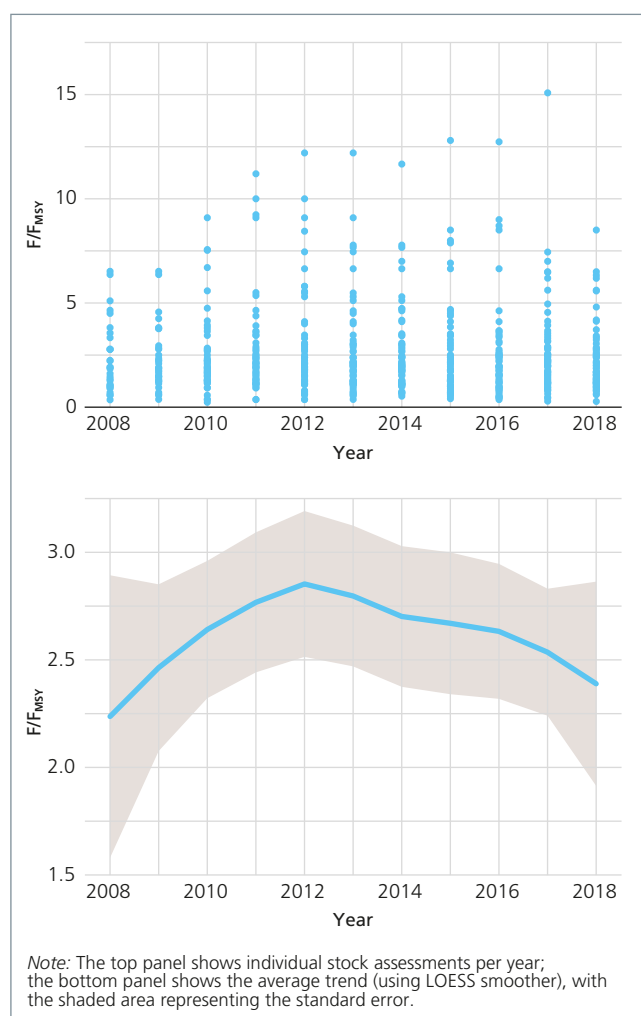 15
10
5
0
F/FMSY
2008 2010 2012 2014 2016 2018
Year
3.0
2.5
2.0
1.5
F/FMSY
2008 2010 2012 2014 2016 2018
Year
Note: The top panel shows individual stock assessments per year;
the bottom panel shows the average trend (using LOESS smoother), with
the shaded area representing the standard error.